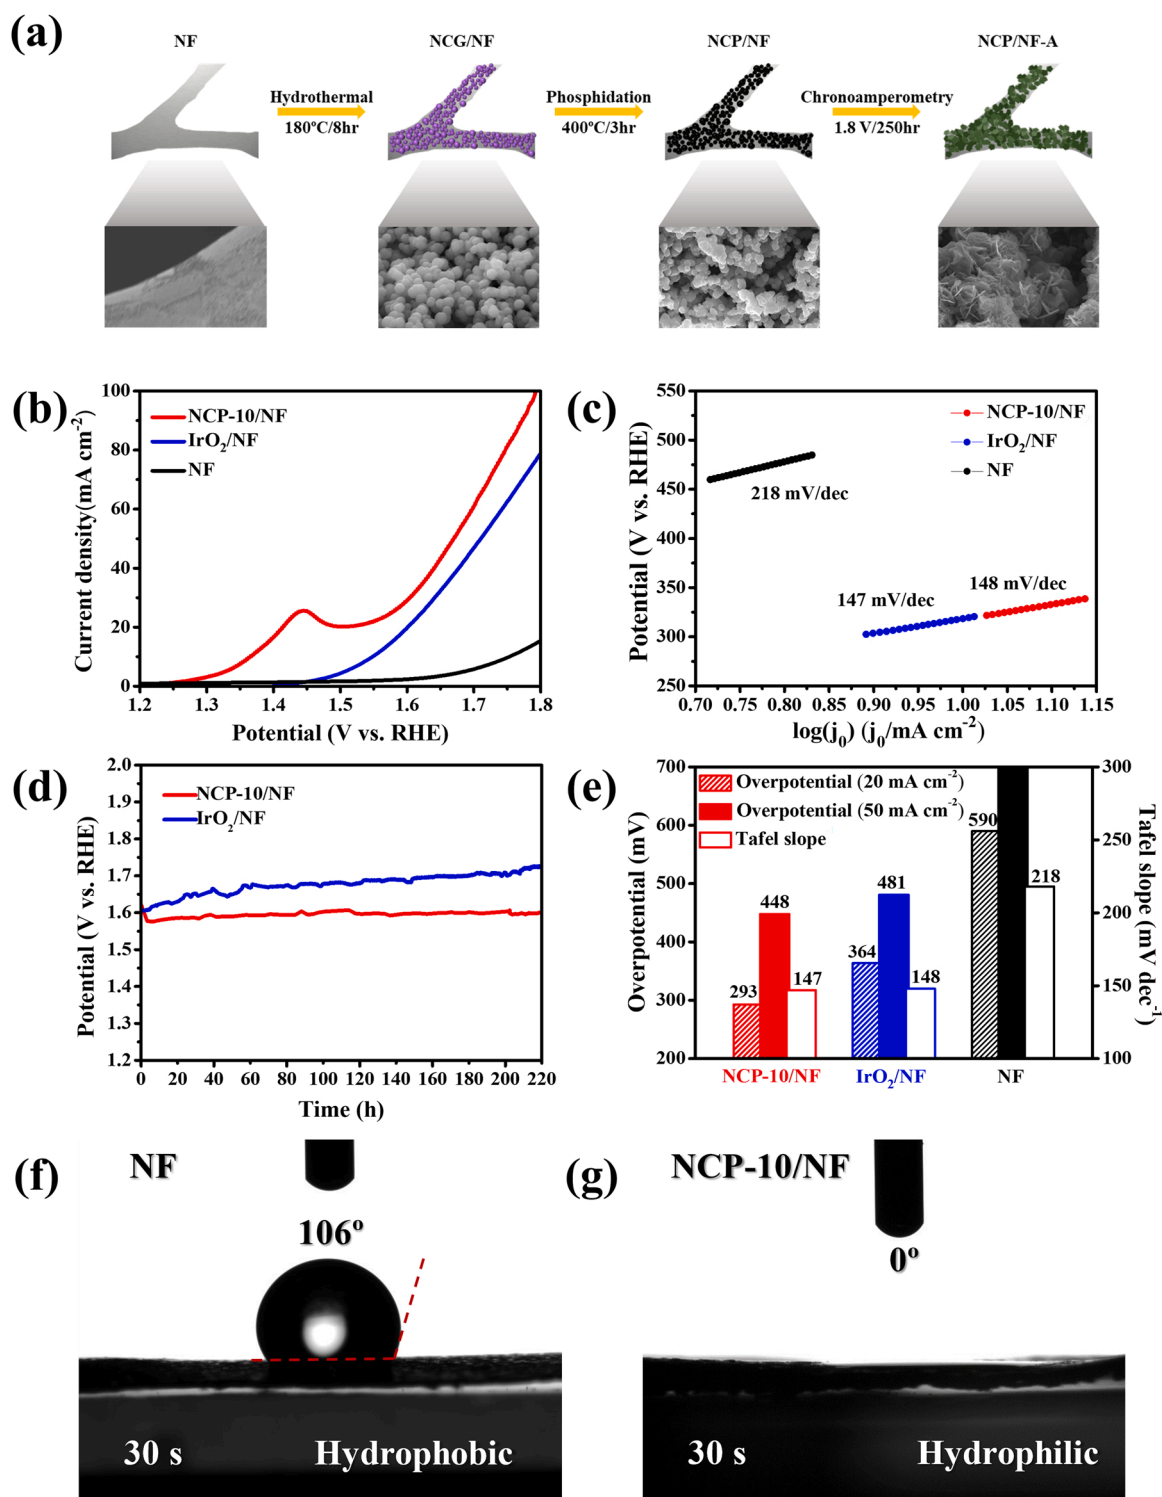 (a)
NF
NCG/NF
NCP/NF
NCP/NF-A
Hydrothermal
180ºC/8hr
Phosphidation
400ºC/3hr
Chronoamperometry
1.8 V/250hr
(b)
NCP-10/NF
IrO₂/NF
NF
Current density(mA cm⁻²)
100
80
60
40
20
0
1.2 1.3 1.4 1.5 1.6 1.7 1.8
Potential (V vs. RHE)
(c)
NCP-10/NF
IrO₂/NF
NF
218 mV/dec
147 mV/dec
148 mV/dec
Potential (V vs. RHE)
550
500
450
400
350
300
250
0.70 0.75 0.80 0.85 0.90 0.95 1.00 1.05 1.10 1.15
log(j₀) (j₀/mA cm⁻²)
(d)
NCP-10/NF
IrO₂/NF
Potential (V vs. RHE)
2.0
1.9
1.8
1.7
1.6
1.5
1.4
1.3
1.2
0 20 40 60 80 100 120 140 160 180 200 220
Time (h)
(e)
Overpotential (20 mA cm⁻²)
Overpotential (50 mA cm⁻²)
Tafel slope
Overpotential (mV)
700
600
500
400
300
200
293
448
147
364
481
148
590
218
300
250
200
150
100
Tafel slope (mV dec⁻¹)
NCP-10/NF
IrO₂/NF
NF
(f)
NF
106º
30 s
Hydrophobic
(g)
NCP-10/NF
0º
30 s
Hydrophilic